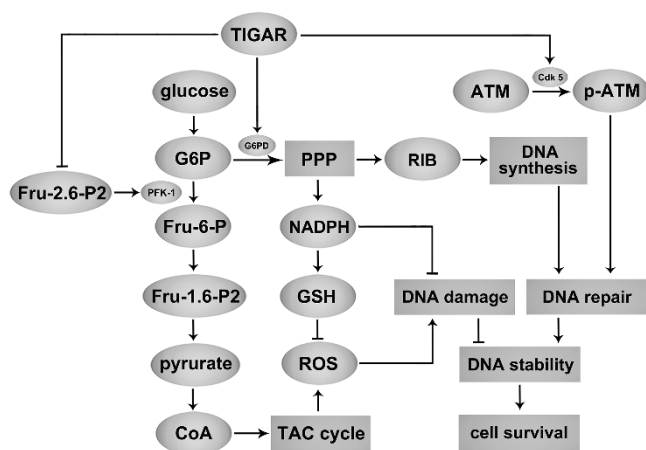 TIGAR
glucose
ATM
Cdk 5
p-ATM
G6P
G6PD
PPP
RIB
DNA
synthesis
Fru-2.6-P2
PFK-1
Fru-6-P
NADPH
Fru-1.6-P2
GSH
DNA damage
DNA repair
pyrurate
ROS
DNA stability
CoA
TAC cycle
cell survival